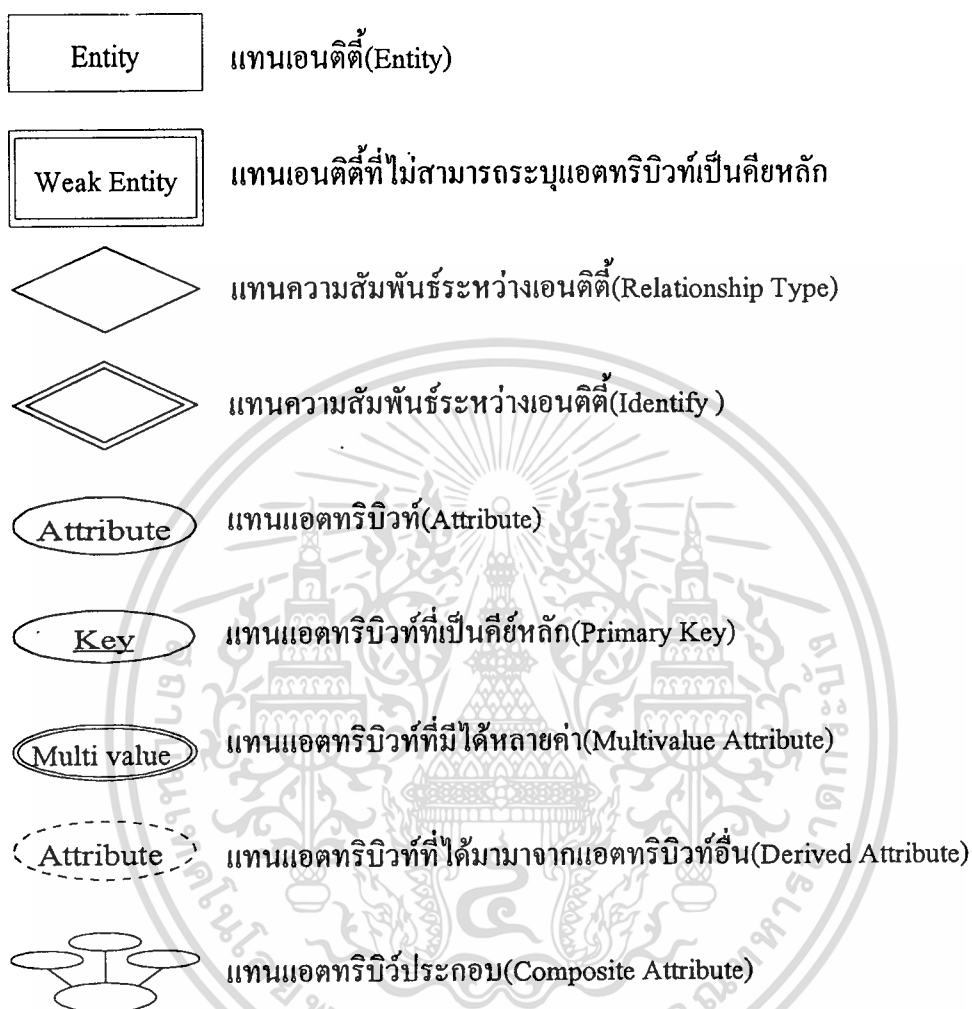 Entity แทนเอนติตี้(Entity)
Weak Entity แทนเอนติตี้ที่ไม่สามารถระบุแอตทริบิวท์เป็นคียหลัก
แทนความสัมพันธ์ระหว่างเอนติตี้(Relationship Type)
แทนความสัมพันธ์ระหว่างเอนติตี้(Identify )
Attribute แทนแอตทริบิวท์(Attribute)
Key แทนแอตทริบิวท์ที่เป็นคีย์หลัก(Primary Key)
Multi value แทนแอตทริบิวท์ที่มีได้หลายค่า(Multivalue Attribute)
Attribute แทนแอตทริบิวท์ที่ได้มามาจากแอตทริบิวท์อื่น(Derived Attribute)
แทนแอตทริบิว์ประกอบ(Composite Attribute)